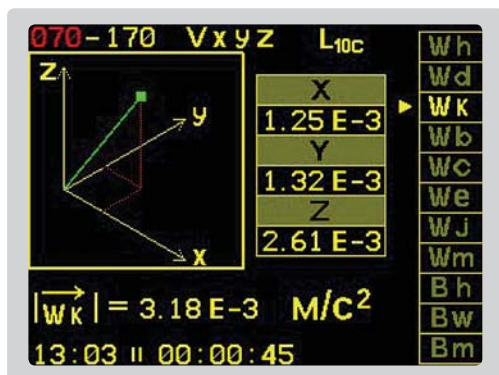 070-170 V x y z L10C
Z
y
x
X
1.25 E-3
Y
1.32 E-3
Z
2.61 E-3
Wh
Wd
WK
Wb
Wc
We
Wj
Wm
Bh
Bw
Bm
|WK| = 3.18 E-3 M/C²
13:03 II 00:00:45